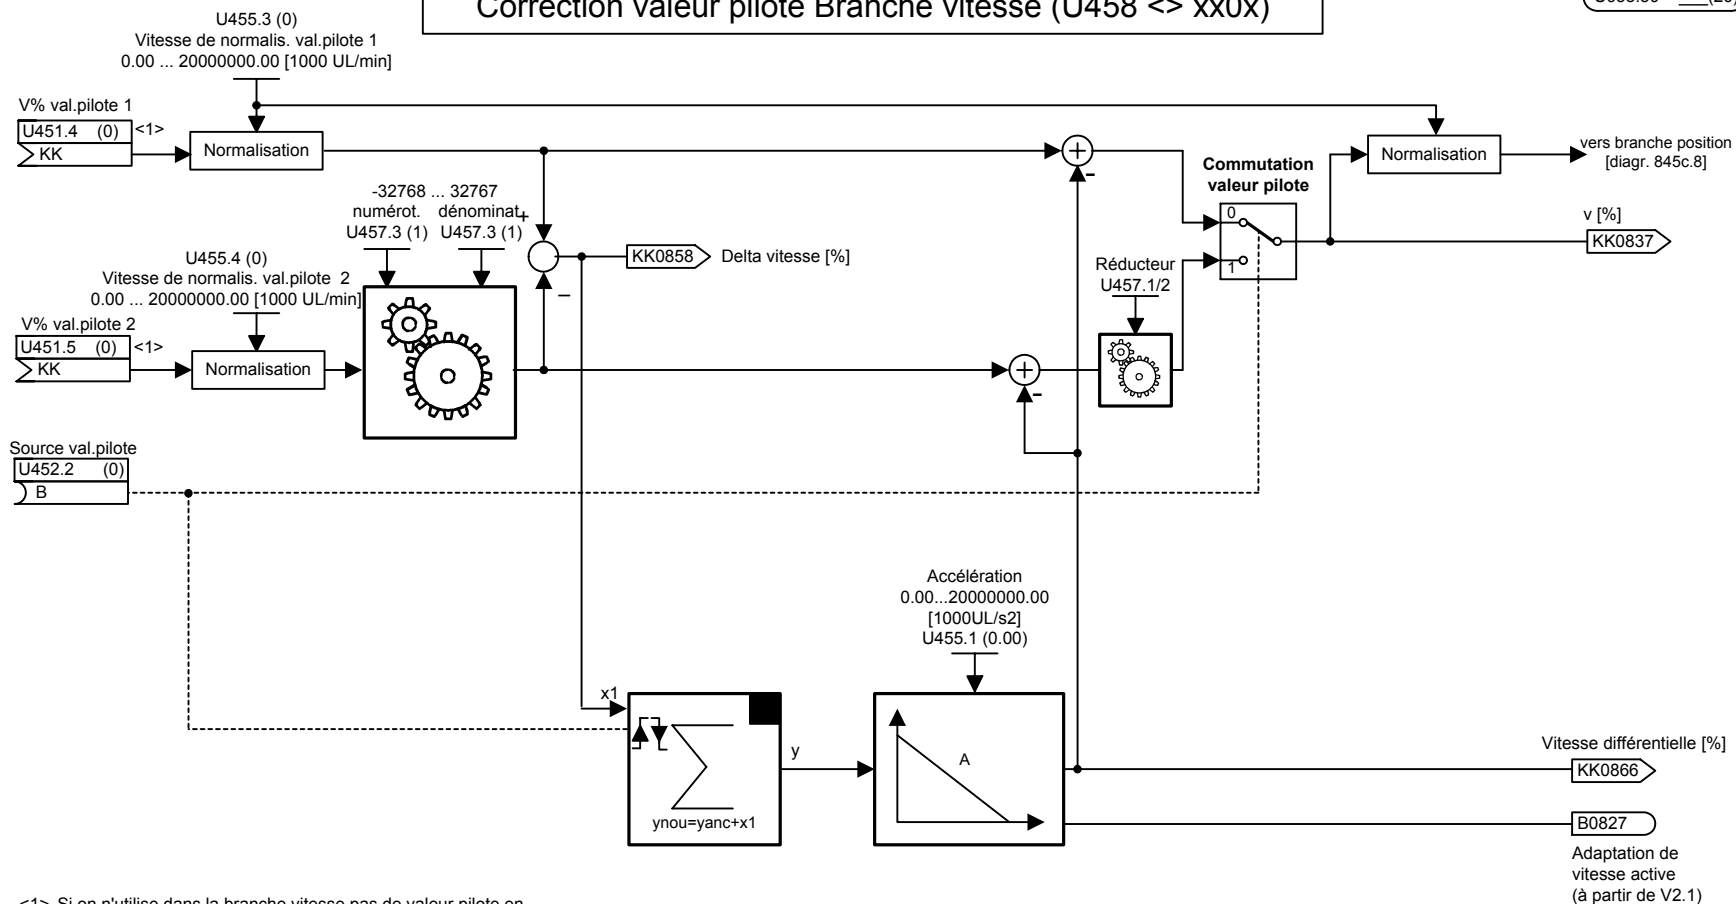 Correction valeur pilote Branche vitesse (U458 <> xx0x)
U455.3 (0)
Vitesse de normalis. val.pilote 1
0.00 ... 20000000.00 [1000 UL/min]
V% val.pilote 1
U451.4 (0) <1>
KK
Normalisation
Normalisation
vers branche position
[diagr. 845c.8]
Commutation
valeur pilote
0
1
v [%]
KK0837
-32768 ... 32767
numérot. dénominat.
U457.3 (1) U457.3 (1)
+
–
KK0858
Delta vitesse [%]
+
-
U455.4 (0)
Vitesse de normalis. val.pilote 2
0.00 ... 20000000.00 [1000 UL/min]
V% val.pilote 2
U451.5 (0) <1>
KK
Normalisation
+
-
Réducteur
U457.1/2
Source val.pilote
U452.2 (0)
B
Accélération
0.00...20000000.00
[1000UL/s2]
U455.1 (0.00)
x1
ynou=yanc+x1
y
A
Vitesse différentielle [%]
KK0866
B0827
Adaptation de
vitesse active
(à partir de V2.1)
<1> Si on n'utilise dans la branche vitesse pas de valeur pilote en